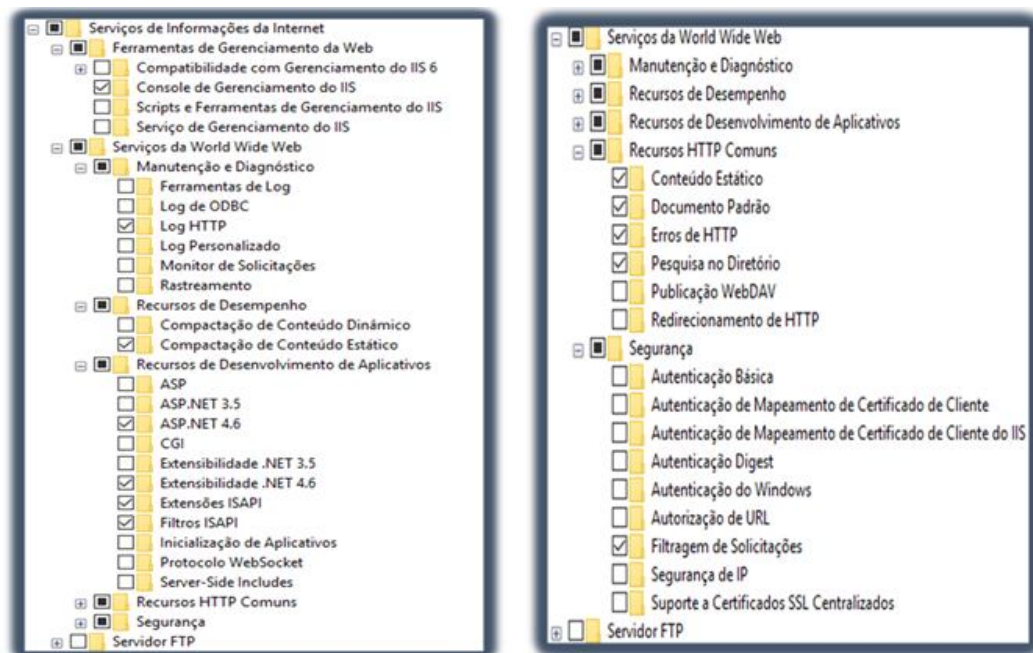 Serviços de Informações da Internet
Ferramentas de Gerenciamento da Web
Compatibilidade com Gerenciamento do IIS 6
Console de Gerenciamento do IIS
Scripts e Ferramentas de Gerenciamento do IIS
Serviço de Gerenciamento do IIS
Serviços da World Wide Web
Manutenção e Diagnóstico
Ferramentas de Log
Log de ODBC
Log HTTP
Log Personalizado
Monitor de Solicitações
Rastreamento
Recursos de Desempenho
Compactação de Conteúdo Dinâmico
Compactação de Conteúdo Estático
Recursos de Desenvolvimento de Aplicativos
ASP
ASP.NET 3.5
ASP.NET 4.6
CGI
Extensibilidade .NET 3.5
Extensibilidade .NET 4.6
Extensões ISAPI
Filtros ISAPI
Inicialização de Aplicativos
Protocolo WebSocket
Server-Side Includes
Recursos HTTP Comuns
Segurança
Servidor FTP
Serviços da World Wide Web
Manutenção e Diagnóstico
Recursos de Desempenho
Recursos de Desenvolvimento de Aplicativos
Recursos HTTP Comuns
Conteúdo Estático
Documento Padrão
Erros de HTTP
Pesquisa no Diretório
Publicação WebDAV
Redirecionamento de HTTP
Segurança
Autenticação Básica
Autenticação de Mapeamento de Certificado de Cliente
Autenticação de Mapeamento de Certificado de Cliente do IIS
Autenticação Digest
Autenticação do Windows
Autorização de URL
Filtragem de Solicitações
Segurança de IP
Suporte a Certificados SSL Centralizados
Servidor FTP